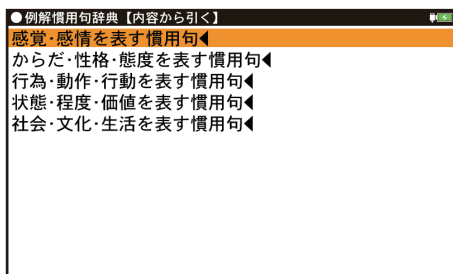 ●例解慣用句辞典【内容から引く】
感覚·感情を表す慣用句◀
からだ·性格·態度を表す慣用句◀
行為·動作·行動を表す慣用句◀
状態·程度·価値を表す慣用句◀
社会·文化·生活を表す慣用句◀